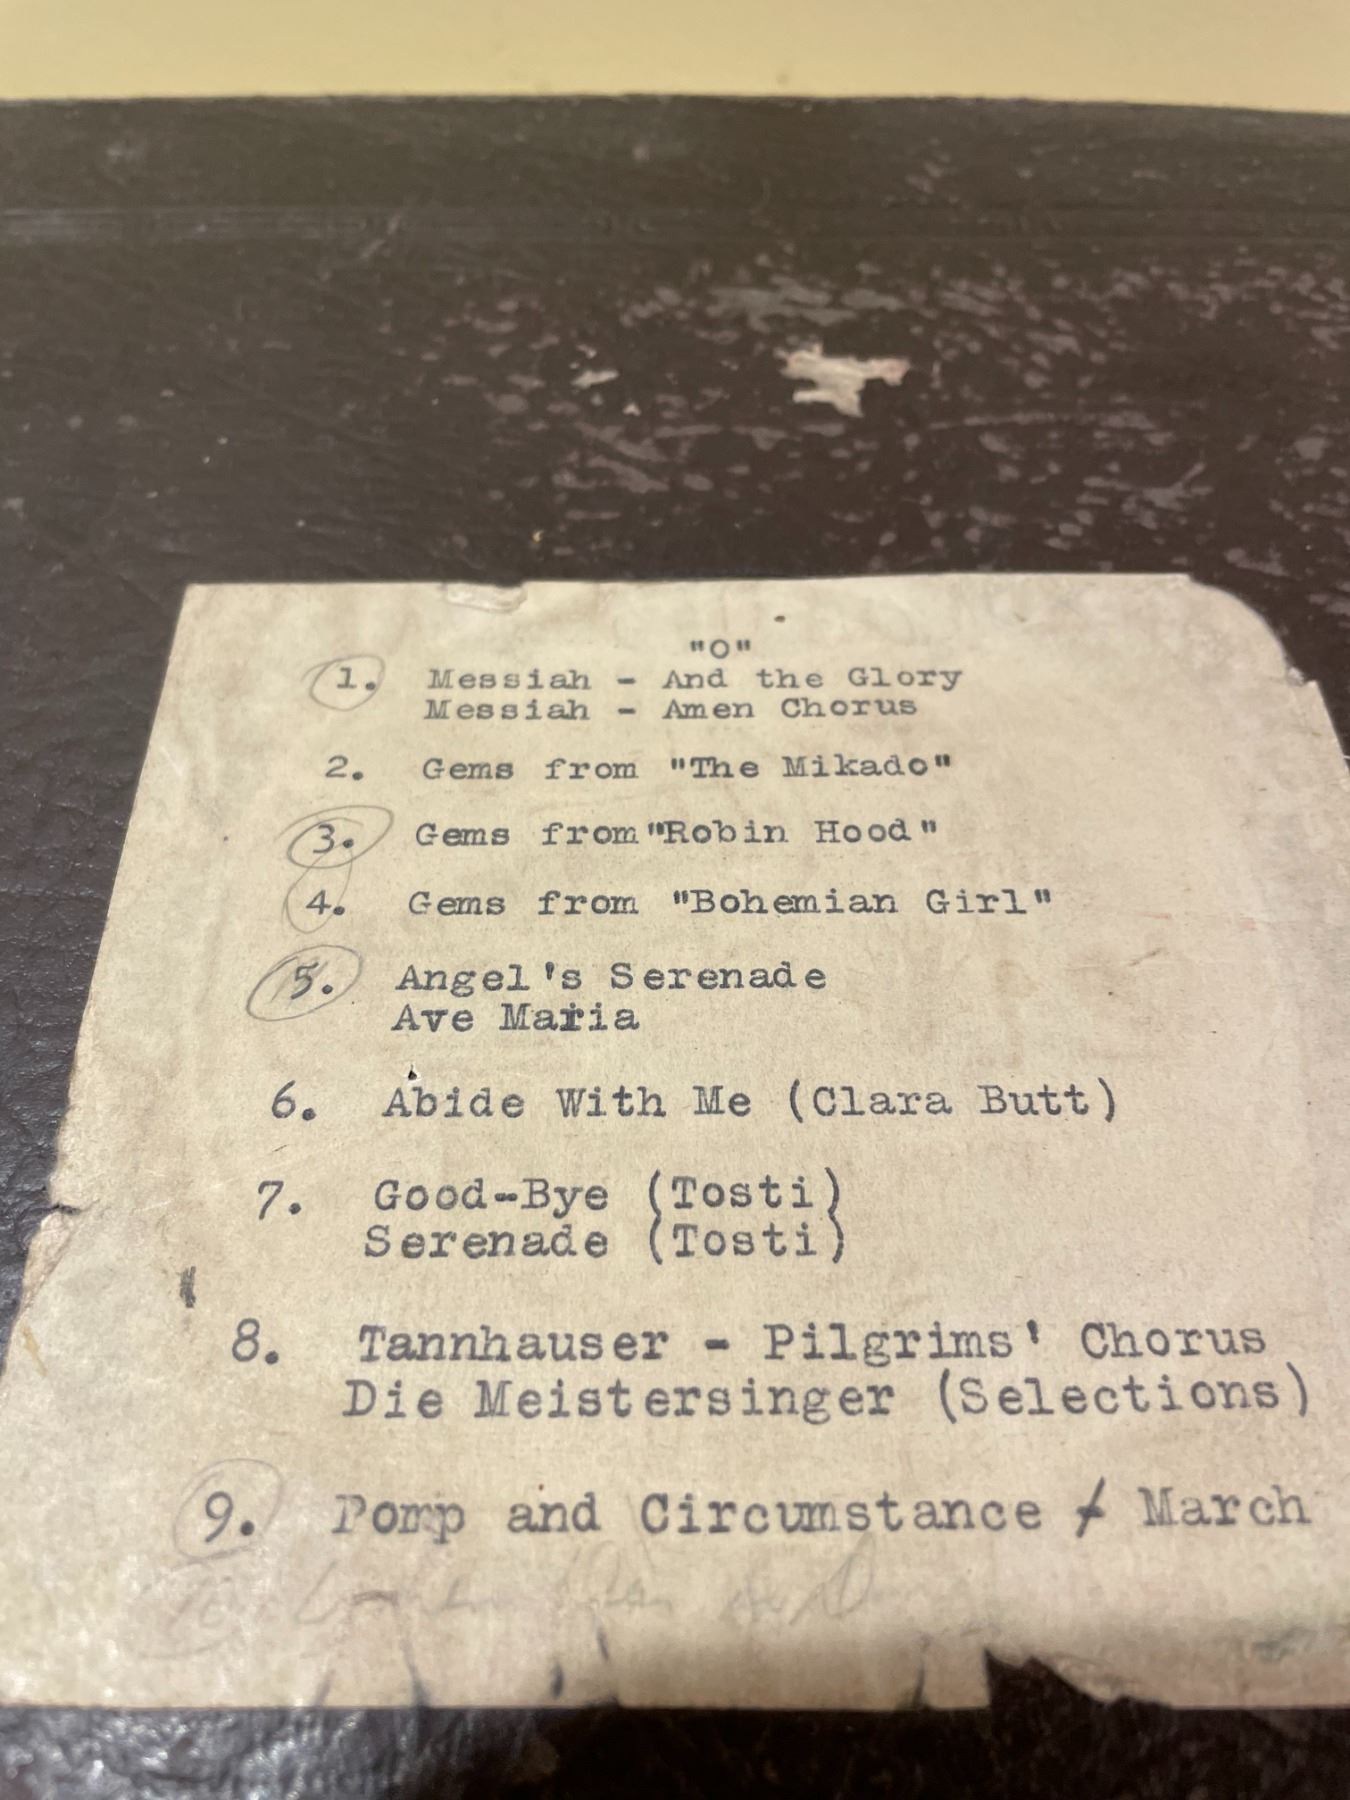 "O"
1. Messiah - And the Glory
Messiah - Amen Chorus
2. Gems from "The Mikado"
3. Gems from "Robin Hood"
4. Gems from "Bohemian Girl"
5. Angel's Serenade
Ave Maria
6. Abide With Me (Clara Butt)
7. Good-Bye (Tosti)
Serenade (Tosti)
8. Tannhauser - Pilgrims' Chorus
Die Meistersinger (Selections)
9. Pomp and Circumstance / March
10.